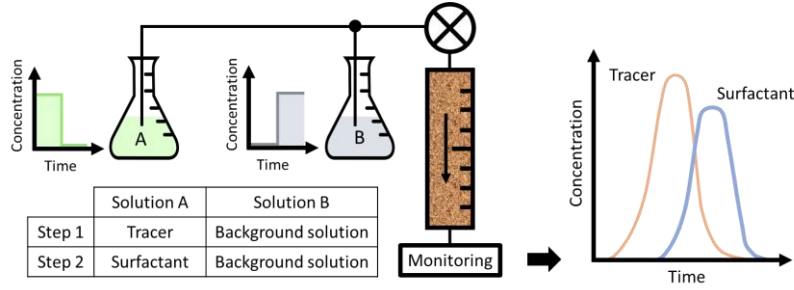 Concentration
Time
A
Concentration
Time
B
Solution A Solution B
Step 1 Tracer Background solution
Step 2 Surfactant Background solution
Monitoring
Concentration
Tracer
Surfactant
Time